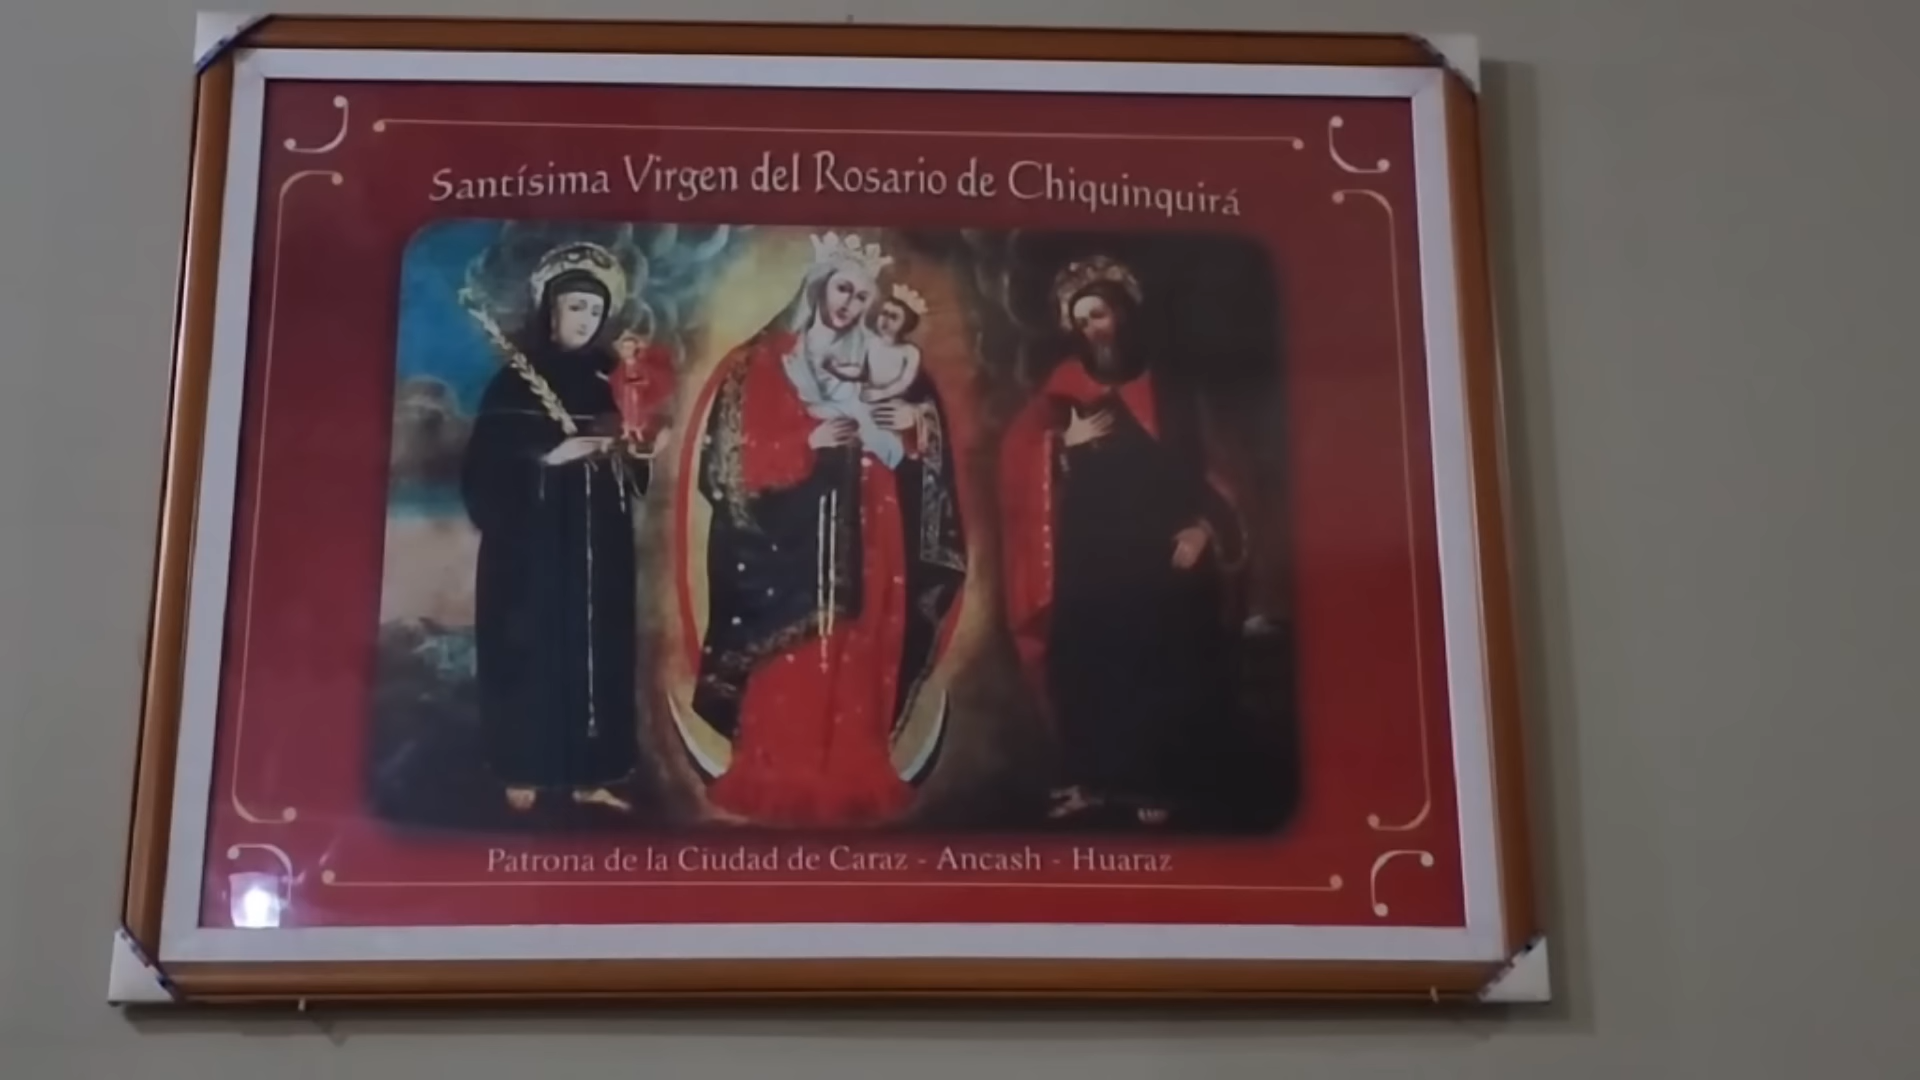 Santísima Virgen del Rosario de Chiquinquirá
Patrona de la Ciudad de Caraz - Ancash - Huaraz